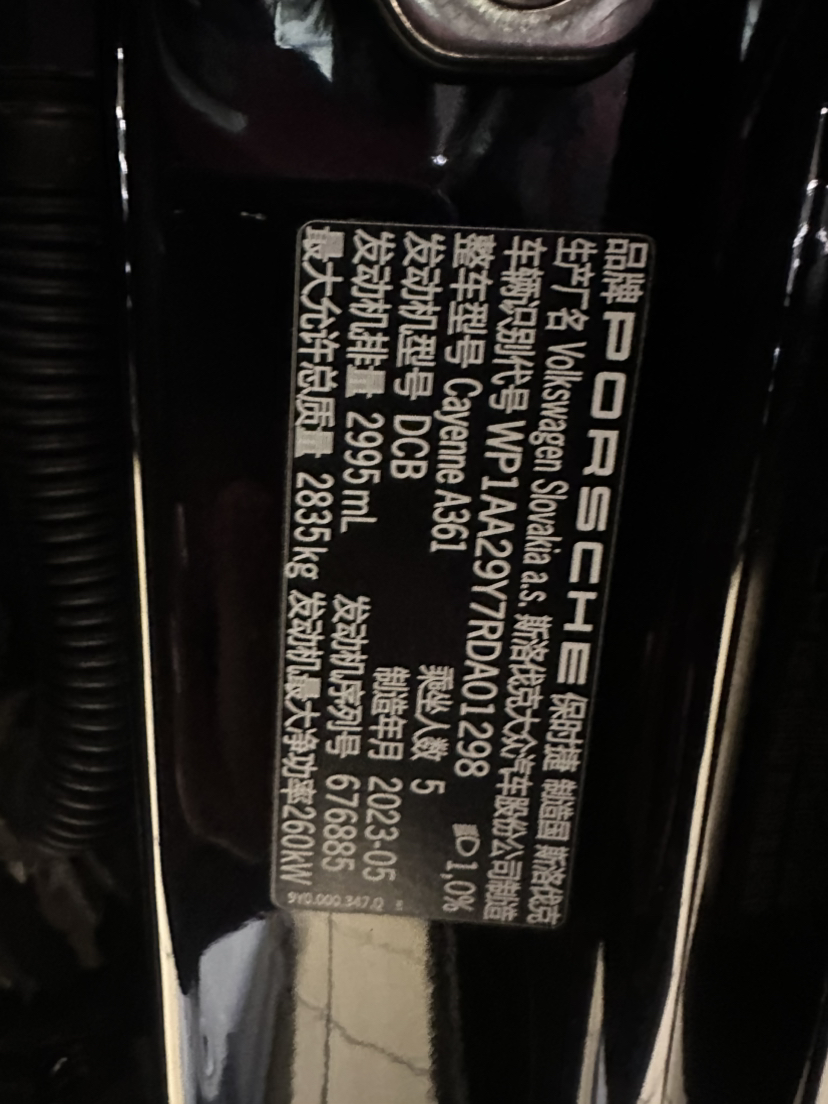 品牌 PORSCHE 保时捷 制造国 斯洛伐克
生产厂名 Volkswagen Slovakia a.s. 斯洛伐克大众汽车股份公司制造
车辆识别代号 WP1AA29Y7RDA01298
整车型号 Cayenne A361 乘坐人数 5 1,0%
发动机型号 DCB 制造年月 2023-05
发动机排量 2995mL 发动机序列号 676885
最大允许总质量 2835kg 发动机最大净功率260kW
9Y0.000.347.Q